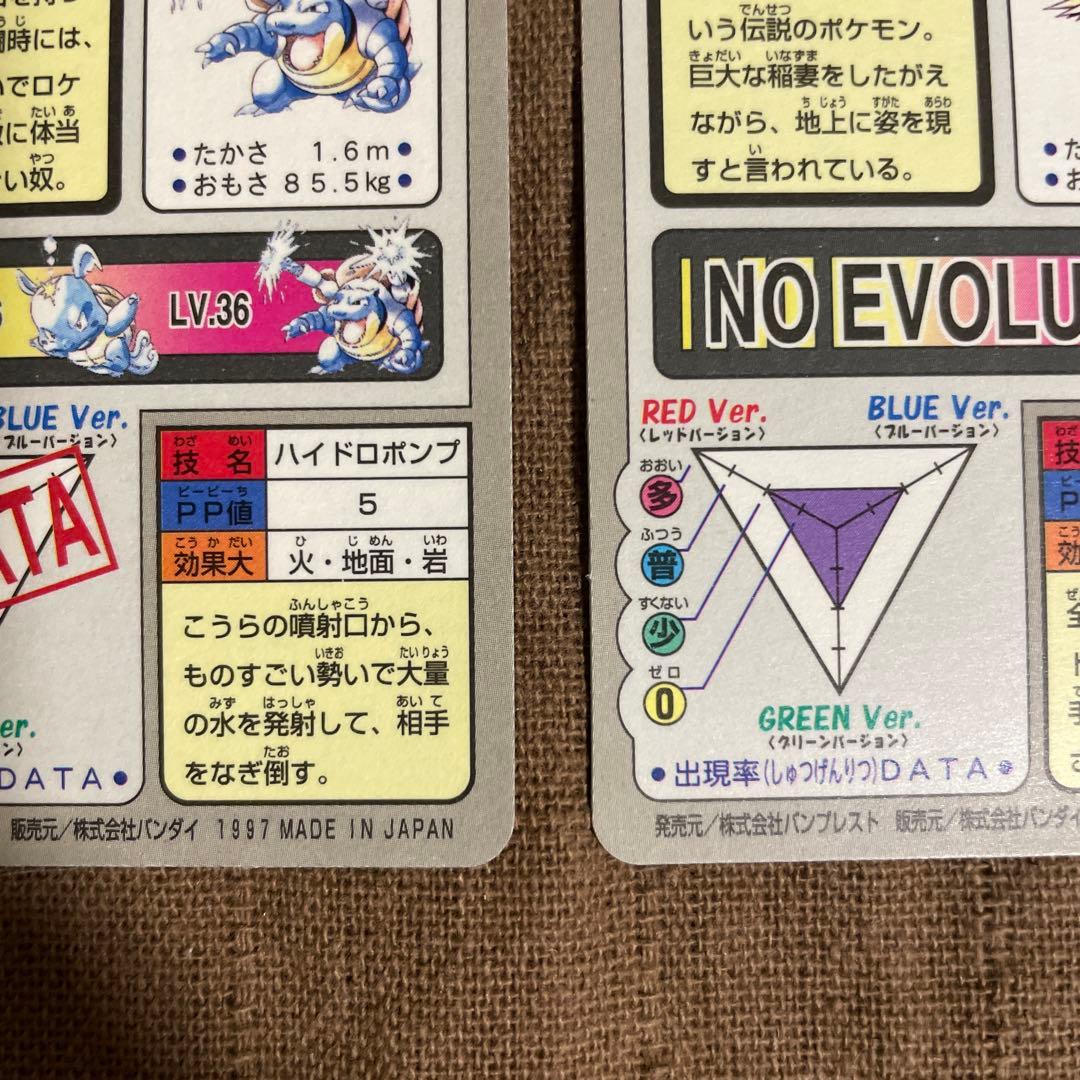 時には、
いでロケ
に体当
い奴。
たかさ 1.6m
おもさ 85.5kg
LV.36
BLUE Ver.
〈ブルーバージョン〉
技名 ハイドロポンプ
PP値 5
効果大 火・地面・岩
こうらの噴射口から、
ものすごい勢いで大量
の水を発射して、相手
をなぎ倒す。
DATA
販売元／株式会社バンダイ 1997 MADE IN JAPAN
いう伝説のポケモン。
巨大な稲妻をしたがえ
ながら、地上に姿を現
すと言われている。
NO EVOLU
RED Ver.
〈レッドバージョン〉
BLUE Ver.
〈ブルーバージョン〉
おおい
多
ふつう
普
すくない
少
ゼロ
0
GREEN Ver.
〈グリーンバージョン〉
出現率(しゅつげんりつ)DATA
発売元／株式会社バンプレスト 販売元／株式会社バンダイ